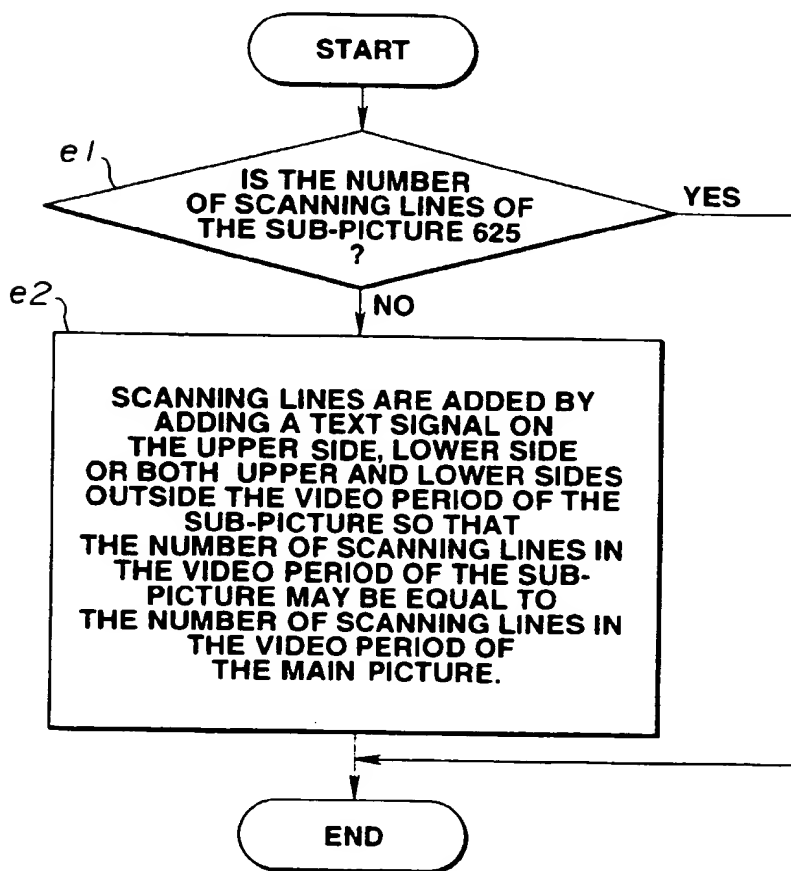 START
e1
IS THE NUMBER
OF SCANNING LINES OF
THE SUB-PICTURE 625
?
YES
NO
e2
SCANNING LINES ARE ADDED BY
ADDING A TEXT SIGNAL ON
THE UPPER SIDE, LOWER SIDE
OR BOTH UPPER AND LOWER SIDES
OUTSIDE THE VIDEO PERIOD OF THE
SUB-PICTURE SO THAT
THE NUMBER OF SCANNING LINES IN
THE VIDEO PERIOD OF THE SUB-
PICTURE MAY BE EQUAL TO
THE NUMBER OF SCANNING LINES IN
THE VIDEO PERIOD OF
THE MAIN PICTURE.
END